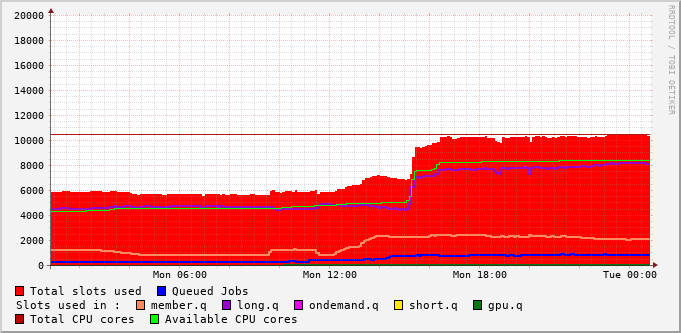 RRDTOOL / TOBI OETIKER
20000
18000
16000
14000
12000
10000
8000
6000
4000
2000
0
Mon 06:00 Mon 12:00 Mon 18:00 Tue 00:00
Total slots used Queued Jobs
Slots used in : member.q long.q ondemand.q short.q gpu.q
Total CPU cores Available CPU cores